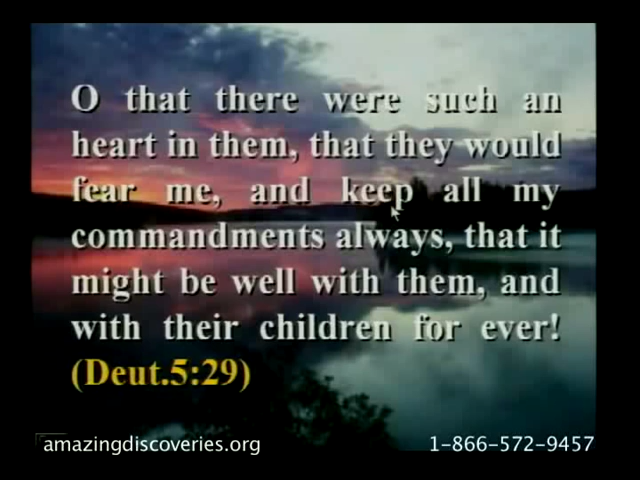 O that there were such an
heart in them, that they would
fear me, and keep all my
commandments always, that it
might be well with them, and
with their children for ever!
(Deut.5:29)
amazingdiscoveries.org 1-866-572-9457